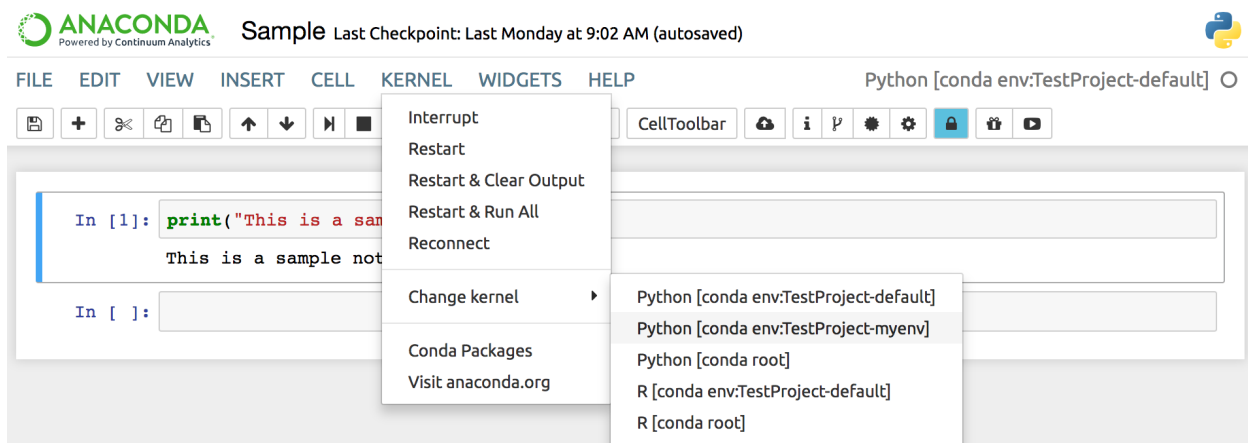 ANACONDA
Powered by Continuum Analytics
Sample Last Checkpoint: Last Monday at 9:02 AM (autosaved)
FILE EDIT VIEW INSERT CELL KERNEL WIDGETS HELP Python [conda env:TestProject-default]
CellToolbar
Interrupt
Restart
Restart & Clear Output
Restart & Run All
Reconnect
Change kernel
Conda Packages
Visit anaconda.org
Python [conda env:TestProject-default]
Python [conda env:TestProject-myenv]
Python [conda root]
R [conda env:TestProject-default]
R [conda root]
In [1]: print("This is a sam
This is a sample not
In [ ]: